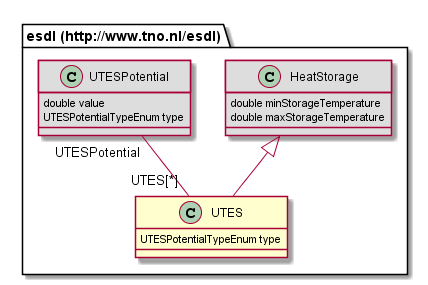 esdl (http://www.tno.nl/esdl)
C UTESPotential
double value
UTESPotentialTypeEnum type
C HeatStorage
double minStorageTemperature
double maxStorageTemperature
UTESPotential
UTES[*]
C UTES
UTESPotentialTypeEnum type